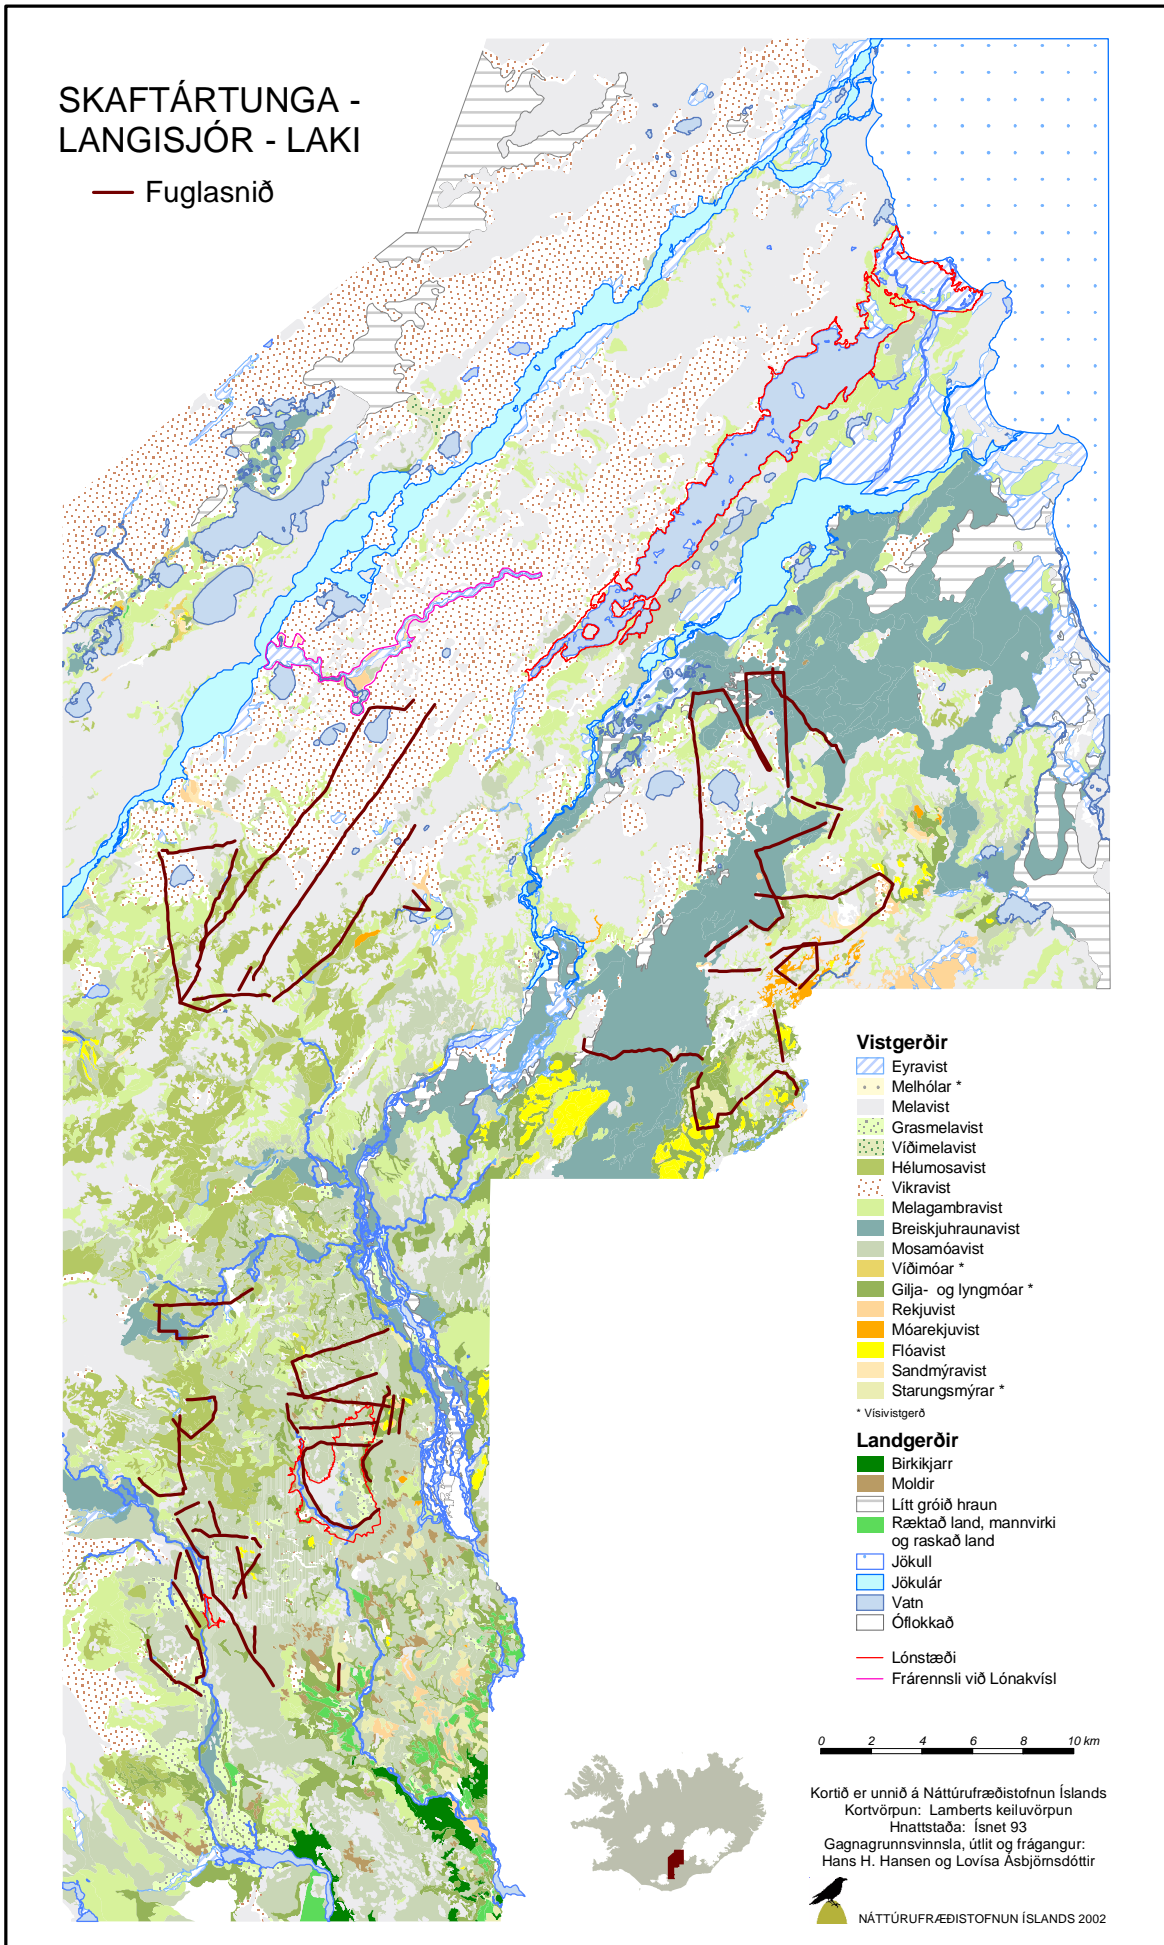 SKAFTÁRTUNGA -
LANGISJÓR - LAKI
Fuglasnið
Vistgerðir
Eyravist
Melhólar *
Melavist
Grasmelavist
Víðimelavist
Hélumosavist
Vikravist
Melagambravist
Breiskjuhraunavist
Mosamóavist
Víðimóar *
Gilja- og lyngmóar *
Rekjuvist
Móarekjuvist
Flóavist
Sandmýravist
Starungsmýrar *
* Vísivistgerð
Landgerðir
Birkikjarr
Moldir
Lítt gróið hraun
Ræktað land, mannvirki
og raskað land
Jökull
Jökulár
Vatn
Óflokkað
Lónstæði
Frárennsli við Lónakvísl
0 2 4 6 8 10 km
Kortið er unnið á Náttúrufræðistofnun Íslands
Kortvörpun: Lamberts keiluvörpun
Hnattstaða: Ísnet 93
Gagnagrunnsvinnsla, útlit og frágangur:
Hans H. Hansen og Lovísa Ásbjörnsdóttir
NÁTTÚRUFRÆÐISTOFNUN ÍSLANDS 2002